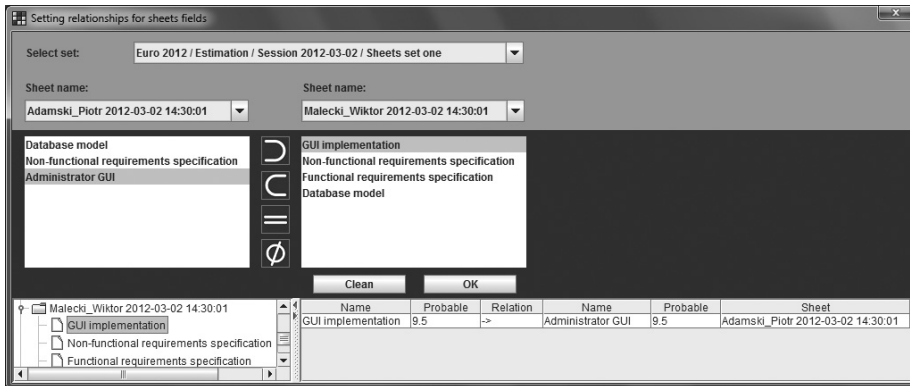 Setting relationships for sheets fields
x
Select set: Euro 2012 / Estimation / Session 2012-03-02 / Sheets set one
Sheet name: Sheet name:
Adamski_Piotr 2012-03-02 14:30:01 Malecki_Wiktor 2012-03-02 14:30:01
Database model
Non-functional requirements specification
Administrator GUI
GUI implementation
Non-functional requirements specification
Functional requirements specification
Database model
Clean OK
Malecki_Wiktor 2012-03-02 14:30:01
GUI implementation
Non-functional requirements specification
Functional requirements specification
Name Probable Relation Name Probable Sheet
GUI implementation 9.5 -> Administrator GUI 9.5 Adamski_Piotr 2012-03-02 14:30:01